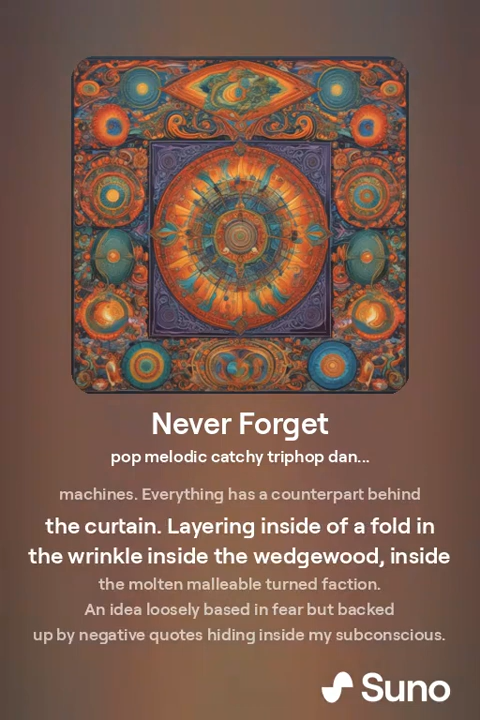 Never Forget
pop melodic catchy triphop dan...
machines. Everything has a counterpart behind
the curtain. Layering inside of a fold in
the wrinkle inside the wedgewood, inside
the molten malleable turned faction.
An idea loosely based in fear but backed
up by negative quotes hiding inside my subconscious.
Suno